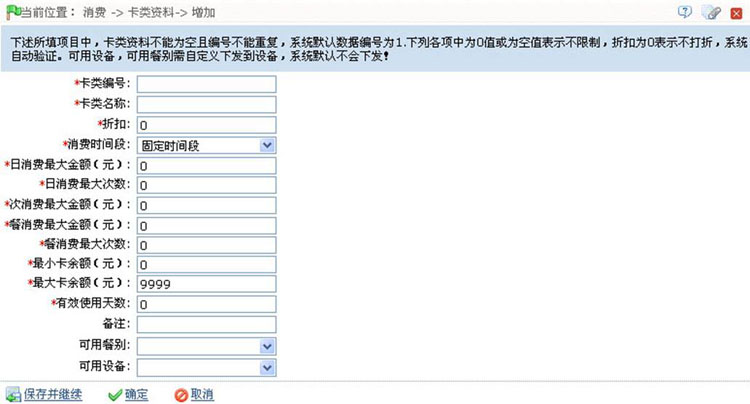 当前位置： 消费 -> 卡类资料-> 增加
下述所填项目中，卡类资料不能为空且编号不能重复，系统默认数据编号为1.下列各项中为0值或为空值表示不限制，折扣为0表示不打折，系统
自动验证。可用设备，可用餐别需自定义下发到设备，系统默认不会下发！
*卡类编号:
*卡类名称:
*折扣: 0
*消费时间段: 固定时间段
*日消费最大金额（元）: 0
*日消费最大次数: 0
*次消费最大金额（元）: 0
*餐消费最大金额（元）: 0
*餐消费最大次数: 0
*最小卡余额（元）: 0
*最大卡余额（元）: 9999
*有效使用天数: 0
备注:
可用餐别:
可用设备:
保存并继续 确定 取消